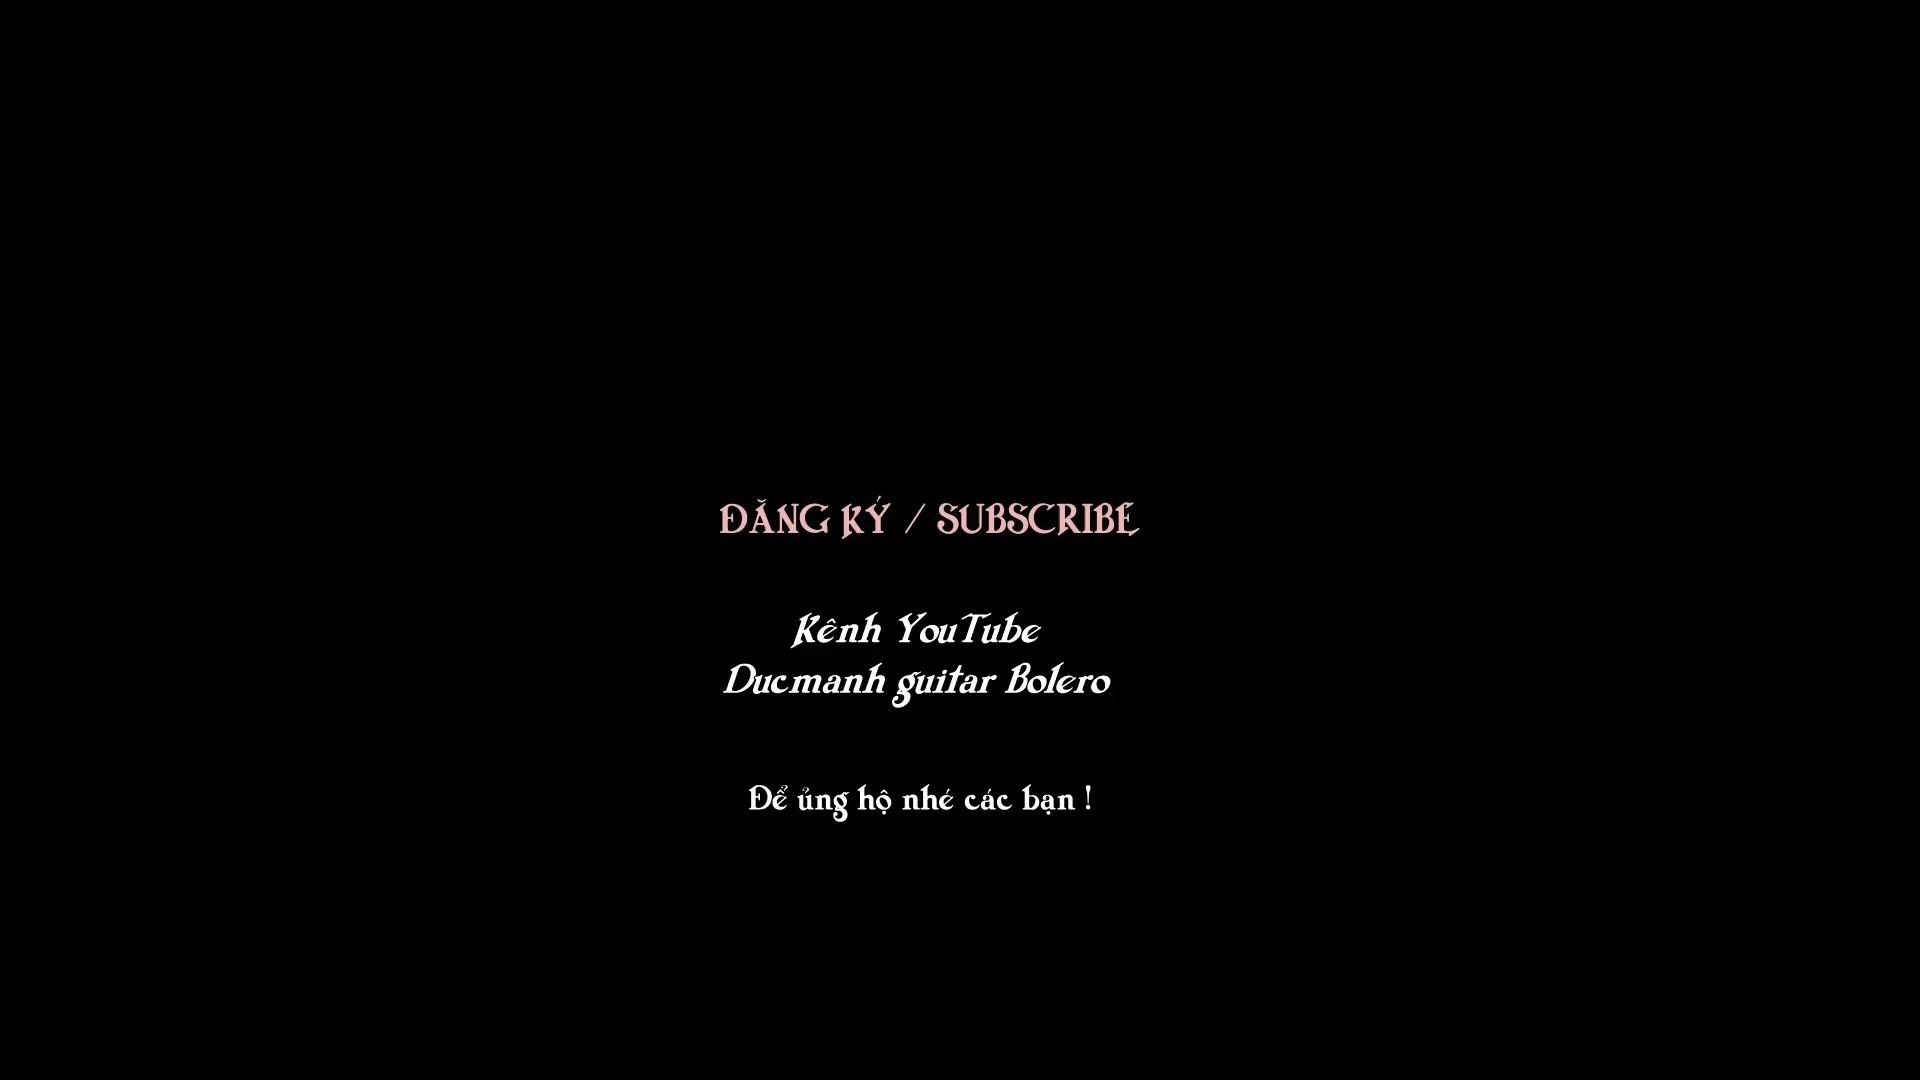 ĐĂNG KÝ / SUBSCRIBE
Kênh YouTube
Ducmanh guitar Bolero
Để ủng hộ nhé các bạn !